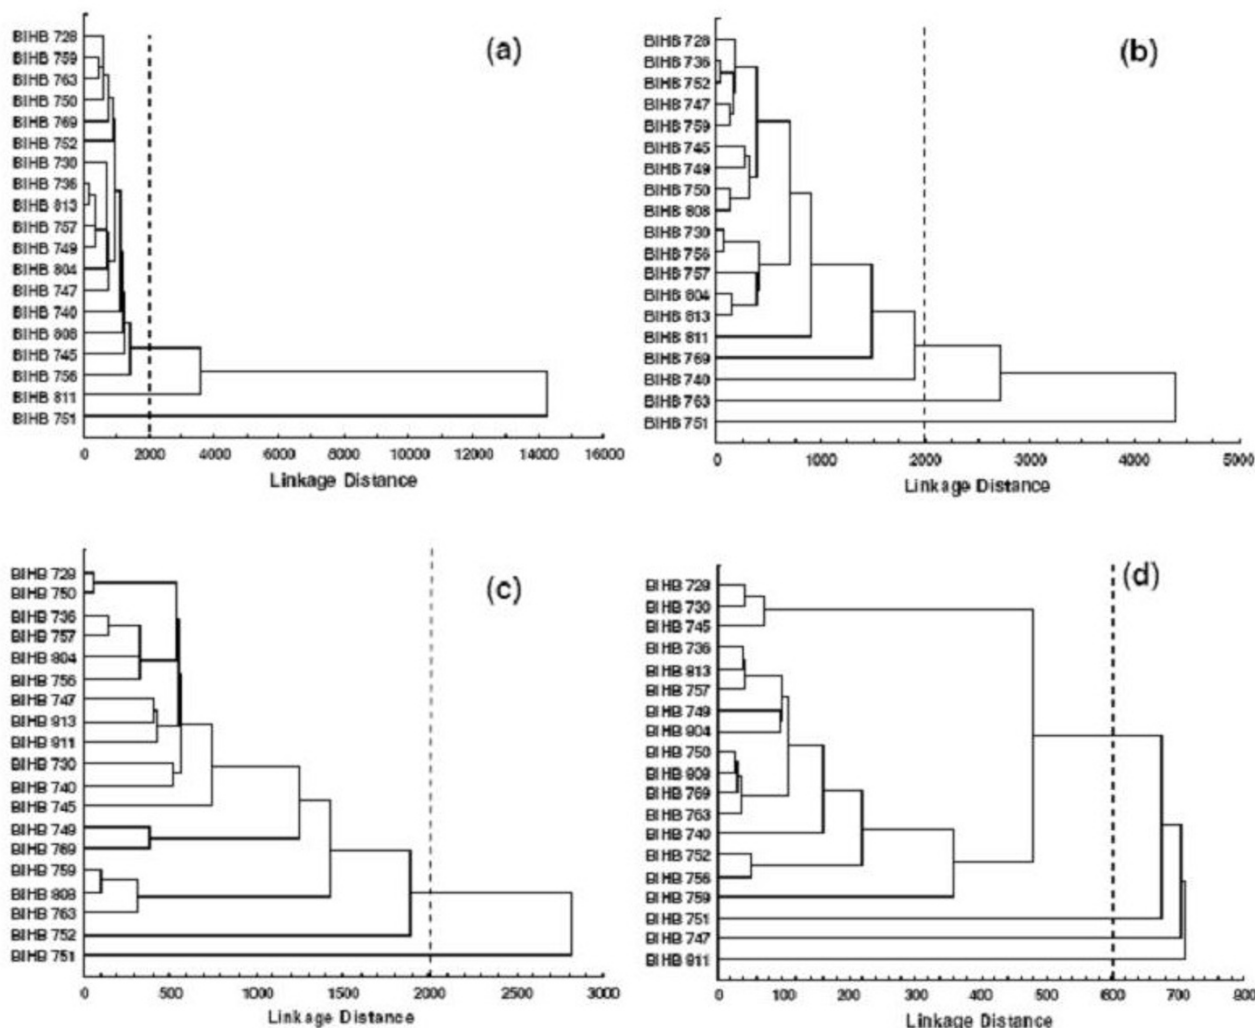 (a)
BIHB 728
BIHB 759
BIHB 763
BIHB 750
BIHB 769
BIHB 752
BIHB 730
BIHB 736
BIHB 813
BIHB 757
BIHB 749
BIHB 804
BIHB 747
BIHB 740
BIHB 808
BIHB 745
BIHB 756
BIHB 811
BIHB 751
0 2000 4000 6000 8000 10000 12000 14000 16000
Linkage Distance
(b)
BIHB 728
BIHB 736
BIHB 752
BIHB 747
BIHB 759
BIHB 745
BIHB 749
BIHB 750
BIHB 808
BIHB 730
BIHB 756
BIHB 757
BIHB 804
BIHB 813
BIHB 811
BIHB 769
BIHB 740
BIHB 763
BIHB 751
0 1000 2000 3000 4000 5000
Linkage Distance
(c)
BIHB 728
BIHB 750
BIHB 736
BIHB 757
BIHB 804
BIHB 756
BIHB 747
BIHB 813
BIHB 811
BIHB 730
BIHB 740
BIHB 745
BIHB 749
BIHB 769
BIHB 759
BIHB 808
BIHB 763
BIHB 752
BIHB 751
0 500 1000 1500 2000 2500 3000
Linkage Distance
(d)
BIHB 728
BIHB 730
BIHB 745
BIHB 736
BIHB 813
BIHB 757
BIHB 749
BIHB 804
BIHB 750
BIHB 808
BIHB 769
BIHB 763
BIHB 740
BIHB 752
BIHB 756
BIHB 759
BIHB 751
BIHB 747
BIHB 811
0 100 200 300 400 500 600 700 800
Linkage Distance